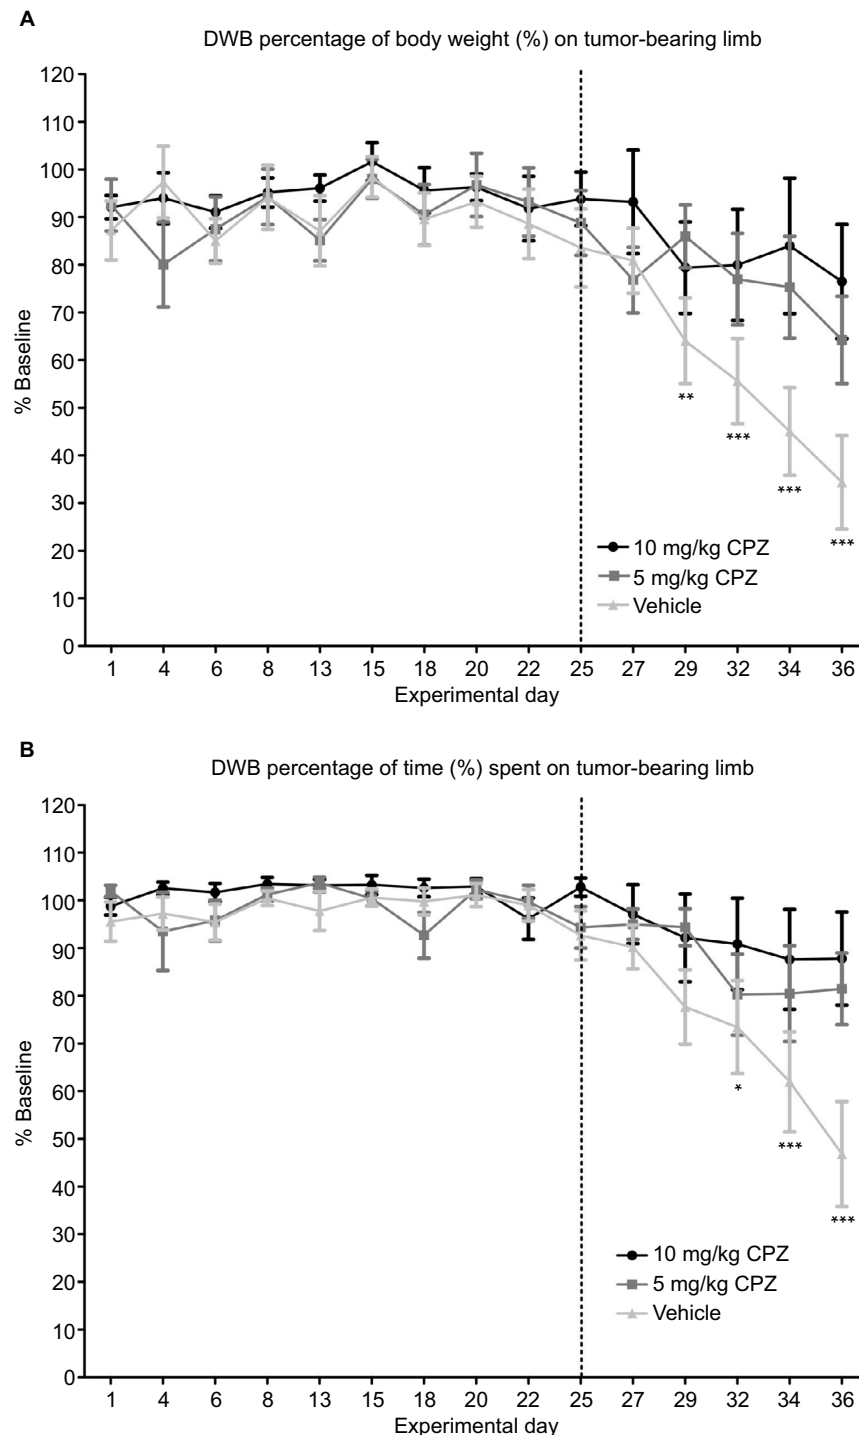 A
DWB percentage of body weight (%) on tumor-bearing limb
120
110
100
90
80
70
60
50
40
30
20
10
0
% Baseline
**
***
***
***
10 mg/kg CPZ
5 mg/kg CPZ
Vehicle
1 4 6 8 13 15 18 20 22 25 27 29 32 34 36
Experimental day
B
DWB percentage of time (%) spent on tumor-bearing limb
120
110
100
90
80
70
60
50
40
30
20
10
0
% Baseline
*
***
***
10 mg/kg CPZ
5 mg/kg CPZ
Vehicle
1 4 6 8 13 15 18 20 22 25 27 29 32 34 36
Experimental day